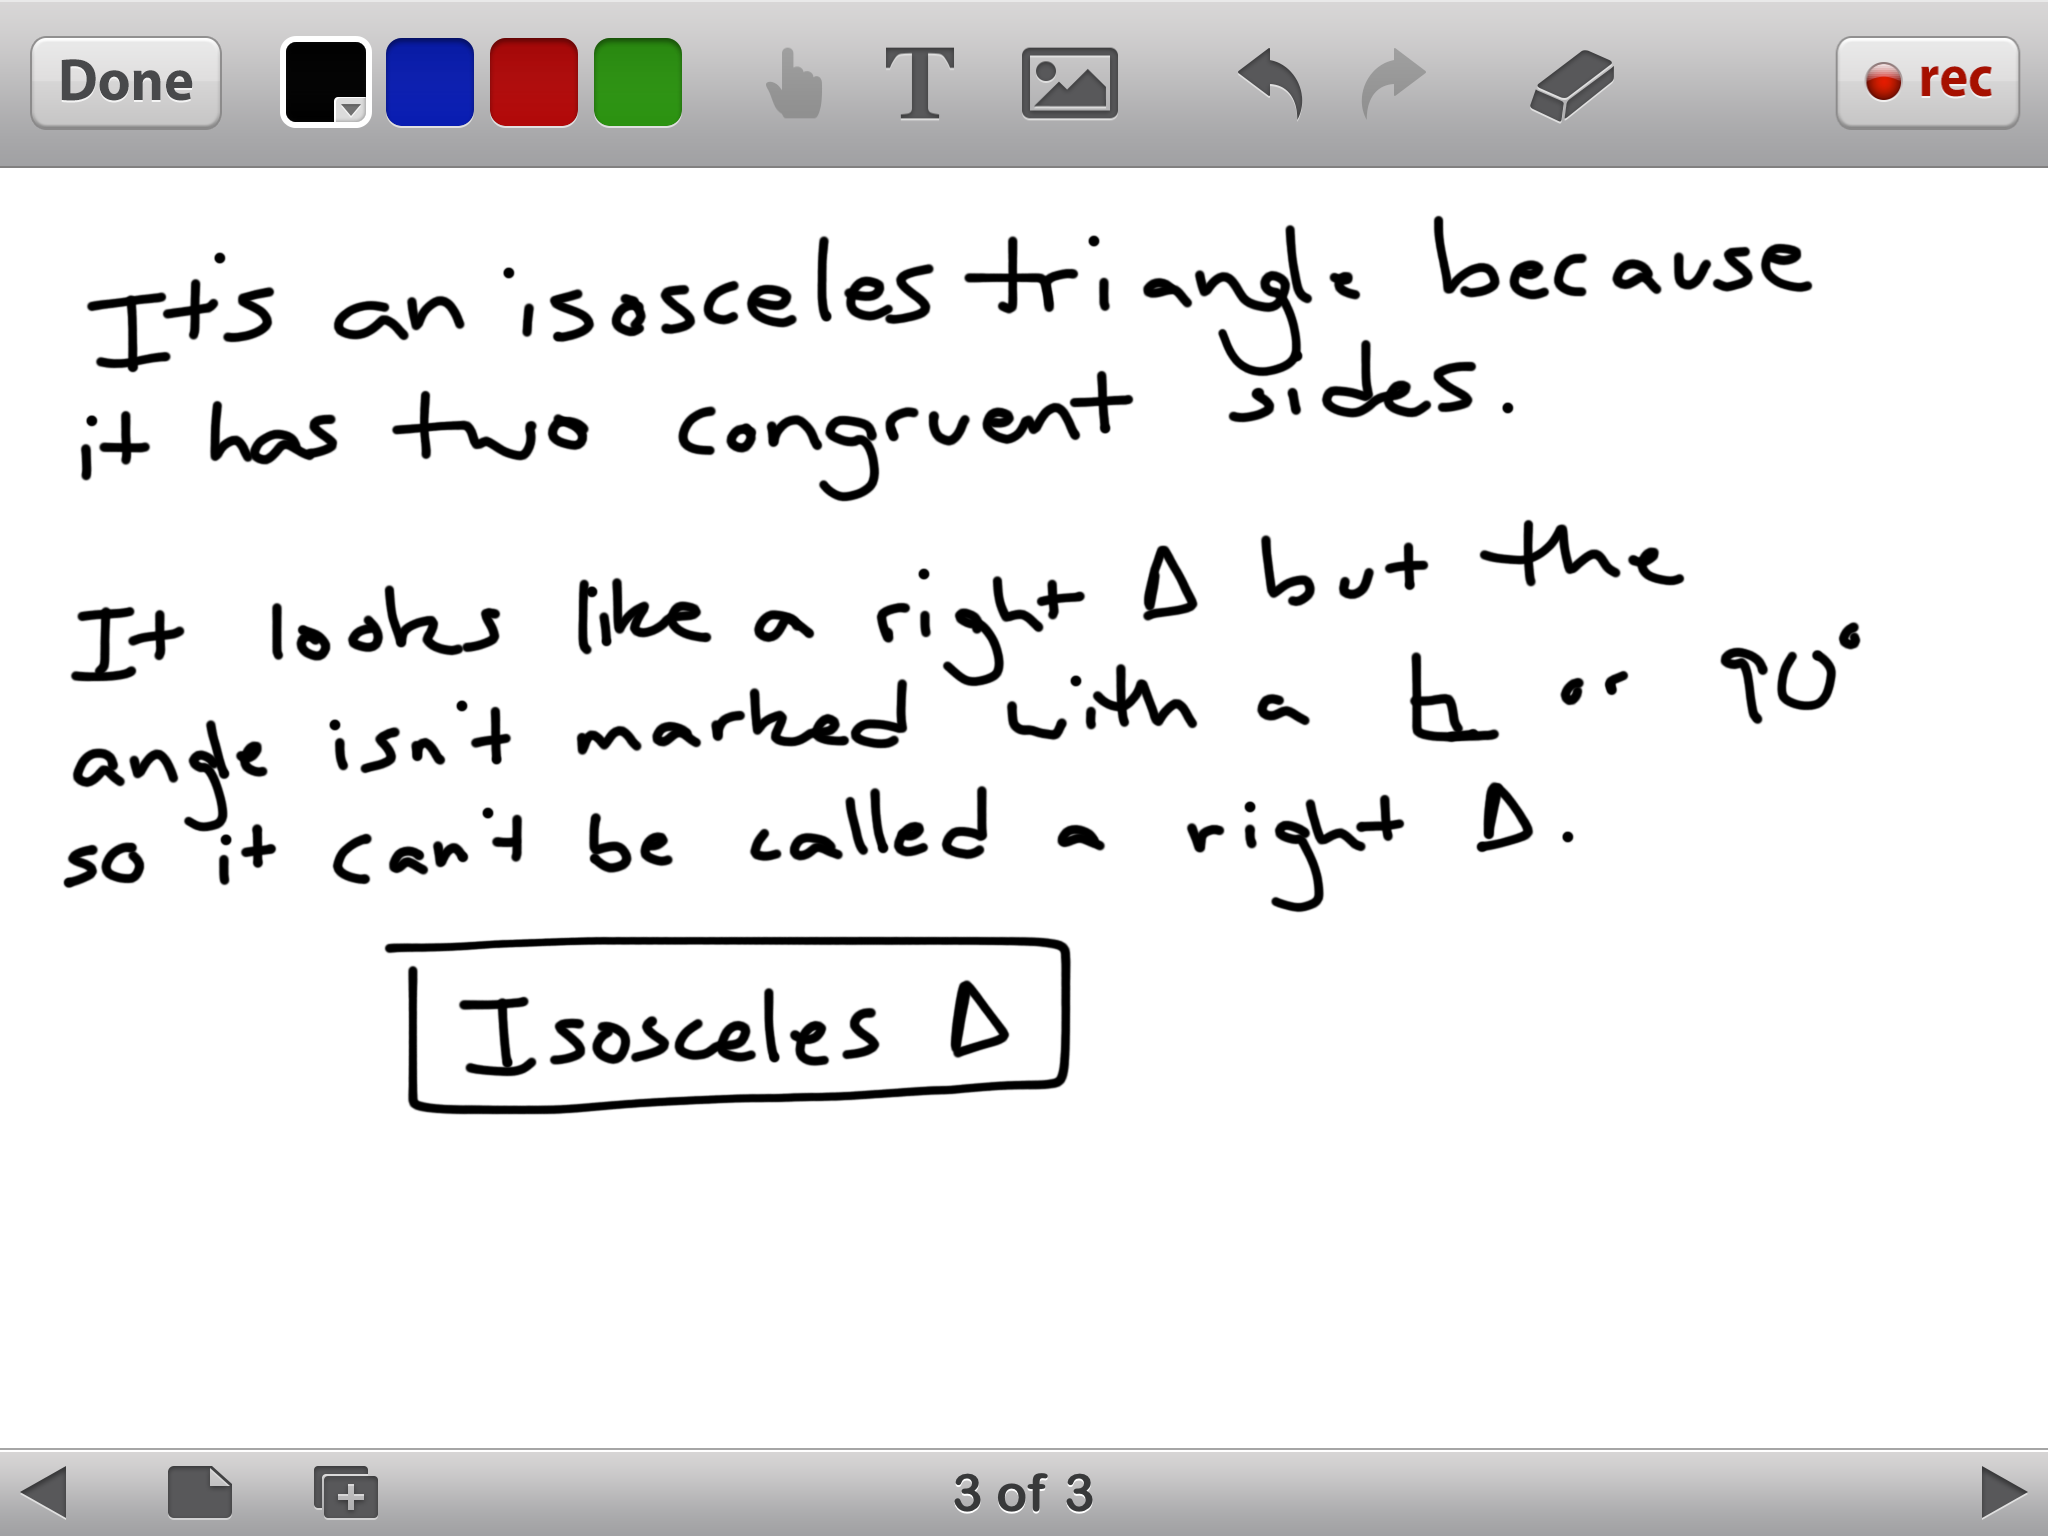 Done
T
rec
It's an isosceles triangle because
it has two congruent sides.
It looks like a right Δ but the
angle isn't marked with a ⊾ or 90°
so it can't be called a right Δ.
Isosceles Δ
3 of 3